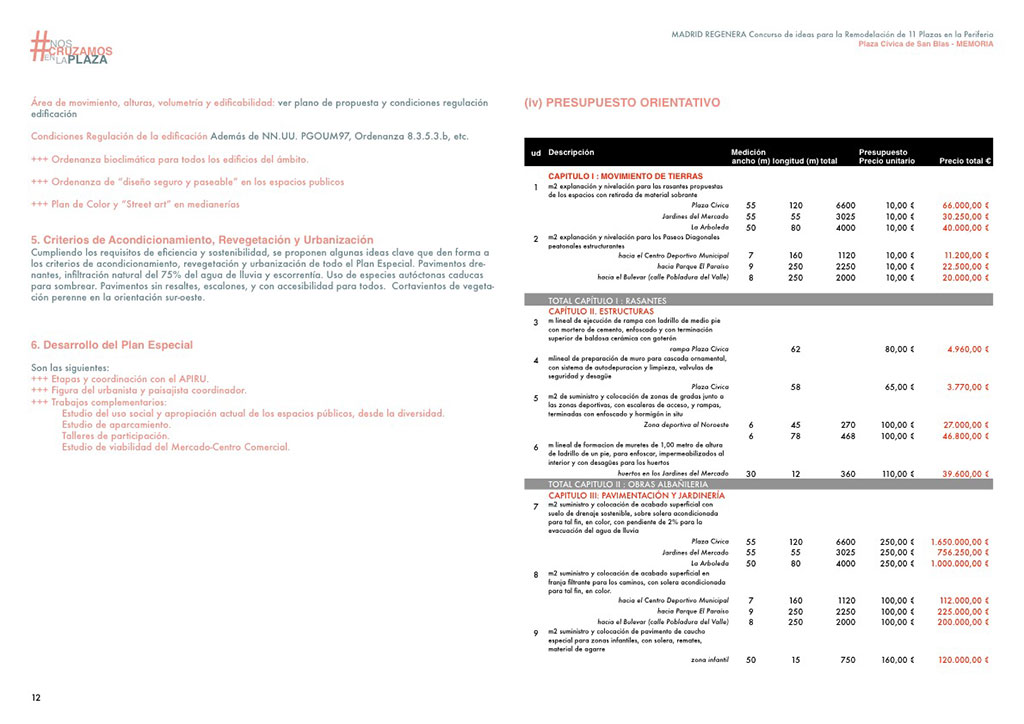 #NOS
CRUZAMOS
EN LA PLAZA
MADRID REGENERA Concurso de ideas para la Remodelación de 11 Plazas en la Periferia
Plaza Cívica de San Blas - MEMORIA
Área de movimiento, alturas, volumetría y edificabilidad: ver plano de propuesta y condiciones regulación
edificación
Condiciones Regulación de la edificación Además de NN.UU. PGOUM97, Ordenanza 8.3.5.3.b, etc.
+++ Ordenanza bioclimática para todos los edificios del ámbito.
+++ Ordenanza de “diseño seguro y paseable” en los espacios publicos
+++ Plan de Color y “Street art” en medianerías
5. Criterios de Acondicionamiento, Revegetación y Urbanización
Cumpliendo los requisitos de eficiencia y sostenibilidad, se proponen algunas ideas clave que den forma a
los criterios de acondicionamiento, revegetación y urbanización de todo el Plan Especial. Pavimentos dre-
nantes, infiltración natural del 75% del agua de lluvia y escorrentía. Uso de especies autóctonas caducas
para sombrear. Pavimentos sin resaltes, escalones, y con accesibilidad para todos. Cortavientos de vegeta-
ción perenne en la orientación sur-oeste.
6. Desarrollo del Plan Especial
Son las siguientes:
+++ Etapas y coordinación con el APIRU.
+++ Figura del urbanista y paisajista coordinador.
+++ Trabajos complementarios:
Estudio del uso social y apropiación actual de los espacios públicos, desde la diversidad.
Estudio de aparcamiento.
Talleres de participación.
Estudio de viabilidad del Mercado-Centro Comercial.
12
(iv) PRESUPUESTO ORIENTATIVO
ud Descripción Medición Presupuesto
ancho (m) longitud (m) total Precio unitario Precio total €
CAPITULO I : MOVIMIENTO DE TIERRAS
1 m2 explanación y nivelación para las rasantes propuestas
de los espacios con retirada de material sobrante
Plaza Cívica 55 120 6600 10,00 € 66.000,00 €
Jardines del Mercado 55 55 3025 10,00 € 30.250,00 €
La Arboleda 50 80 4000 10,00 € 40.000,00 €
2 m2 explanación y nivelación para los Paseos Diagonales
peatonales estructurantes
hacia el Centro Deportivo Municipal 7 160 1120 10,00 € 11.200,00 €
hacia Parque El Paraíso 9 250 2250 10,00 € 22.500,00 €
hacia el Bulevar (calle Pobladura del Valle) 8 250 2000 10,00 € 20.000,00 €
TOTAL CAPÍTULO I : RASANTES
CAPÍTULO II. ESTRUCTURAS
3 m lineal de ejecución de rampa con ladrillo de medio pie
con mortero de cemento, enfoscado y con terminación
superior de baldosa cerámica con goterón
rampa Plaza Cívica 62 80,00 € 4.960,00 €
4 mlineal de preparación de muro para cascada ornamental,
con sistema de autodepuracion y limpieza, valvulas de
seguridad y desagüe
Plaza Cívica 58 65,00 € 3.770,00 €
5 m2 de suministro y colocación de zonas de gradas junto a
las zonas deportivas, con escaleras de acceso, y rampas,
terminadas con enfoscado y hormigón in situ
Zona deportiva al Noroeste 6 45 270 100,00 € 27.000,00 €
6 78 468 100,00 € 46.800,00 €
6 m lineal de formacion de muretes de 1,00 metro de altura
de ladrillo de un pie, para enfoscar, impermeabilizados al
interior y con desagües para los huertos
huertos en los Jardines del Mercado 30 12 360 110,00 € 39.600,00 €
TOTAL CAPITULO II : OBRAS ALBAÑILERIA
CAPITULO III: PAVIMENTACIÓN Y JARDINERÍA
7 m2 suministro y colocación de acabado superficial con
suelo de drenaje sostenible, sobre solera acondicionada
para tal fin, en color, con pendiente de 2% para la
evacuación del agua de lluvia
Plaza Cívica 55 120 6600 250,00 € 1.650.000,00 €
Jardines del Mercado 55 55 3025 250,00 € 756.250,00 €
La Arboleda 50 80 4000 250,00 € 1.000.000,00 €
8 m2 suministro y colocación de acabado superficial en
franja filtrante para los caminos, con solera acondicionada
para tal fin, en color.
hacia el Centro Deportivo Municipal 7 160 1120 100,00 € 112.000,00 €
hacia Parque El Paraíso 9 250 2250 100,00 € 225.000,00 €
hacia el Bulevar (calle Pobladura del Valle) 8 250 2000 100,00 € 200.000,00 €
9 m2 suministro y colocación de pavimento de caucho
especial para zonas infantiles, con solera, remates,
material de agarre
zona infantil 50 15 750 160,00 € 120.000,00 €